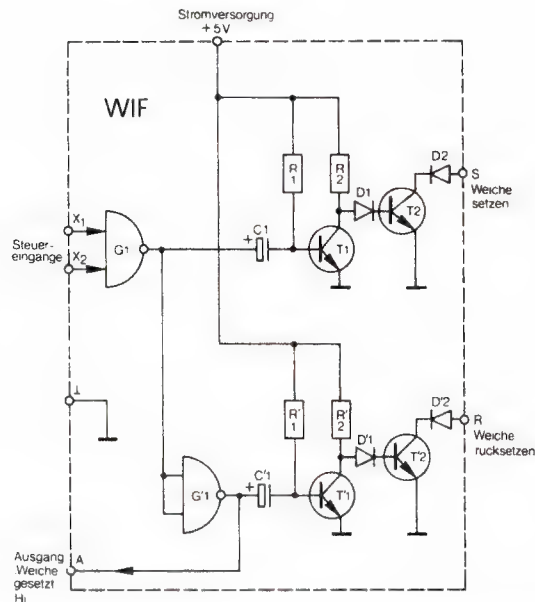 Stromversorgung
+5V
WIF
R
1
R
2
D1
D2
S
Weiche
setzen
T2
X1
Steuer-
eingänge
X2
G1
+
C1
T1
⊥
R'
1
R'
2
D'1
D'2
R
Weiche
rucksetzen
T'2
G'1
+
C'1
T'1
Ausgang
A
Weiche
gesetzt
Hi